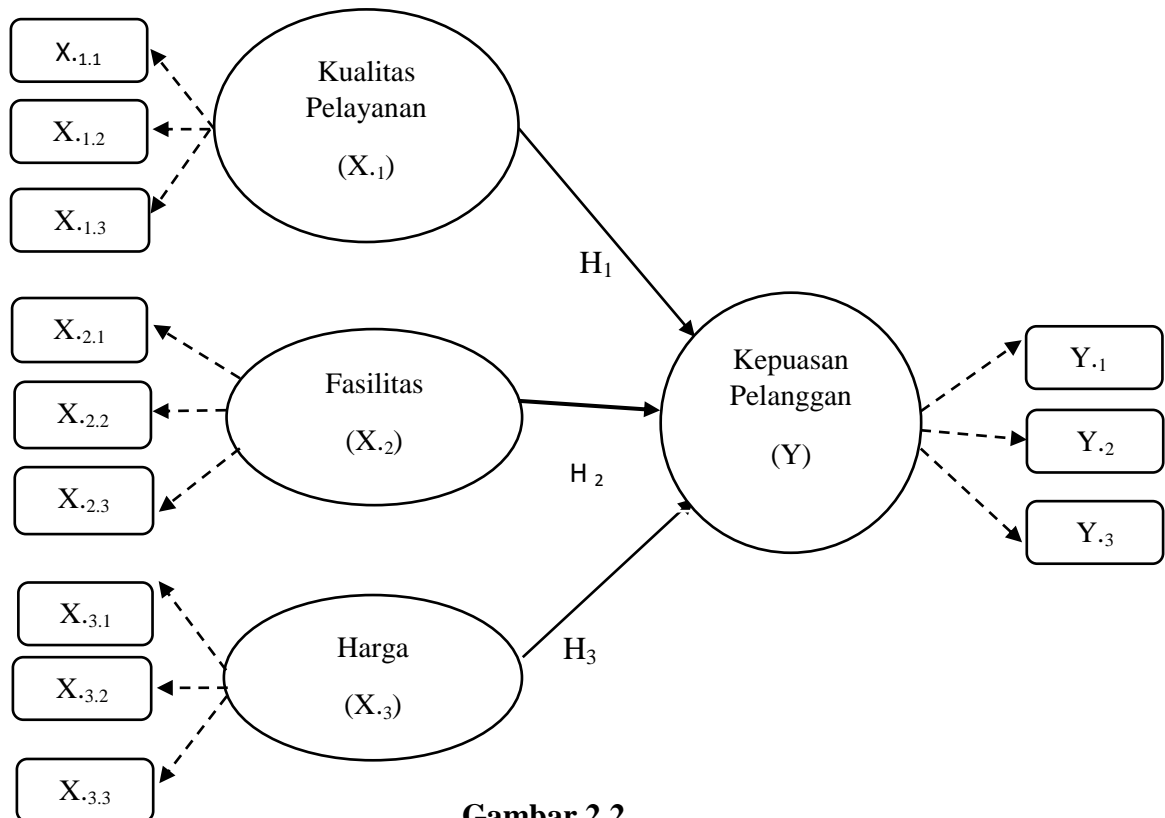 X.1.1
X.1.2
X.1.3
Kualitas
Pelayanan
(X.1)
H1
X.2.1
X.2.2
X.2.3
Fasilitas
(X.2)
H 2
X.3.1
X.3.2
X.3.3
Harga
(X.3)
H3
Kepuasan
Pelanggan
(Y)
Y.1
Y.2
Y.3
Gambar 2.2